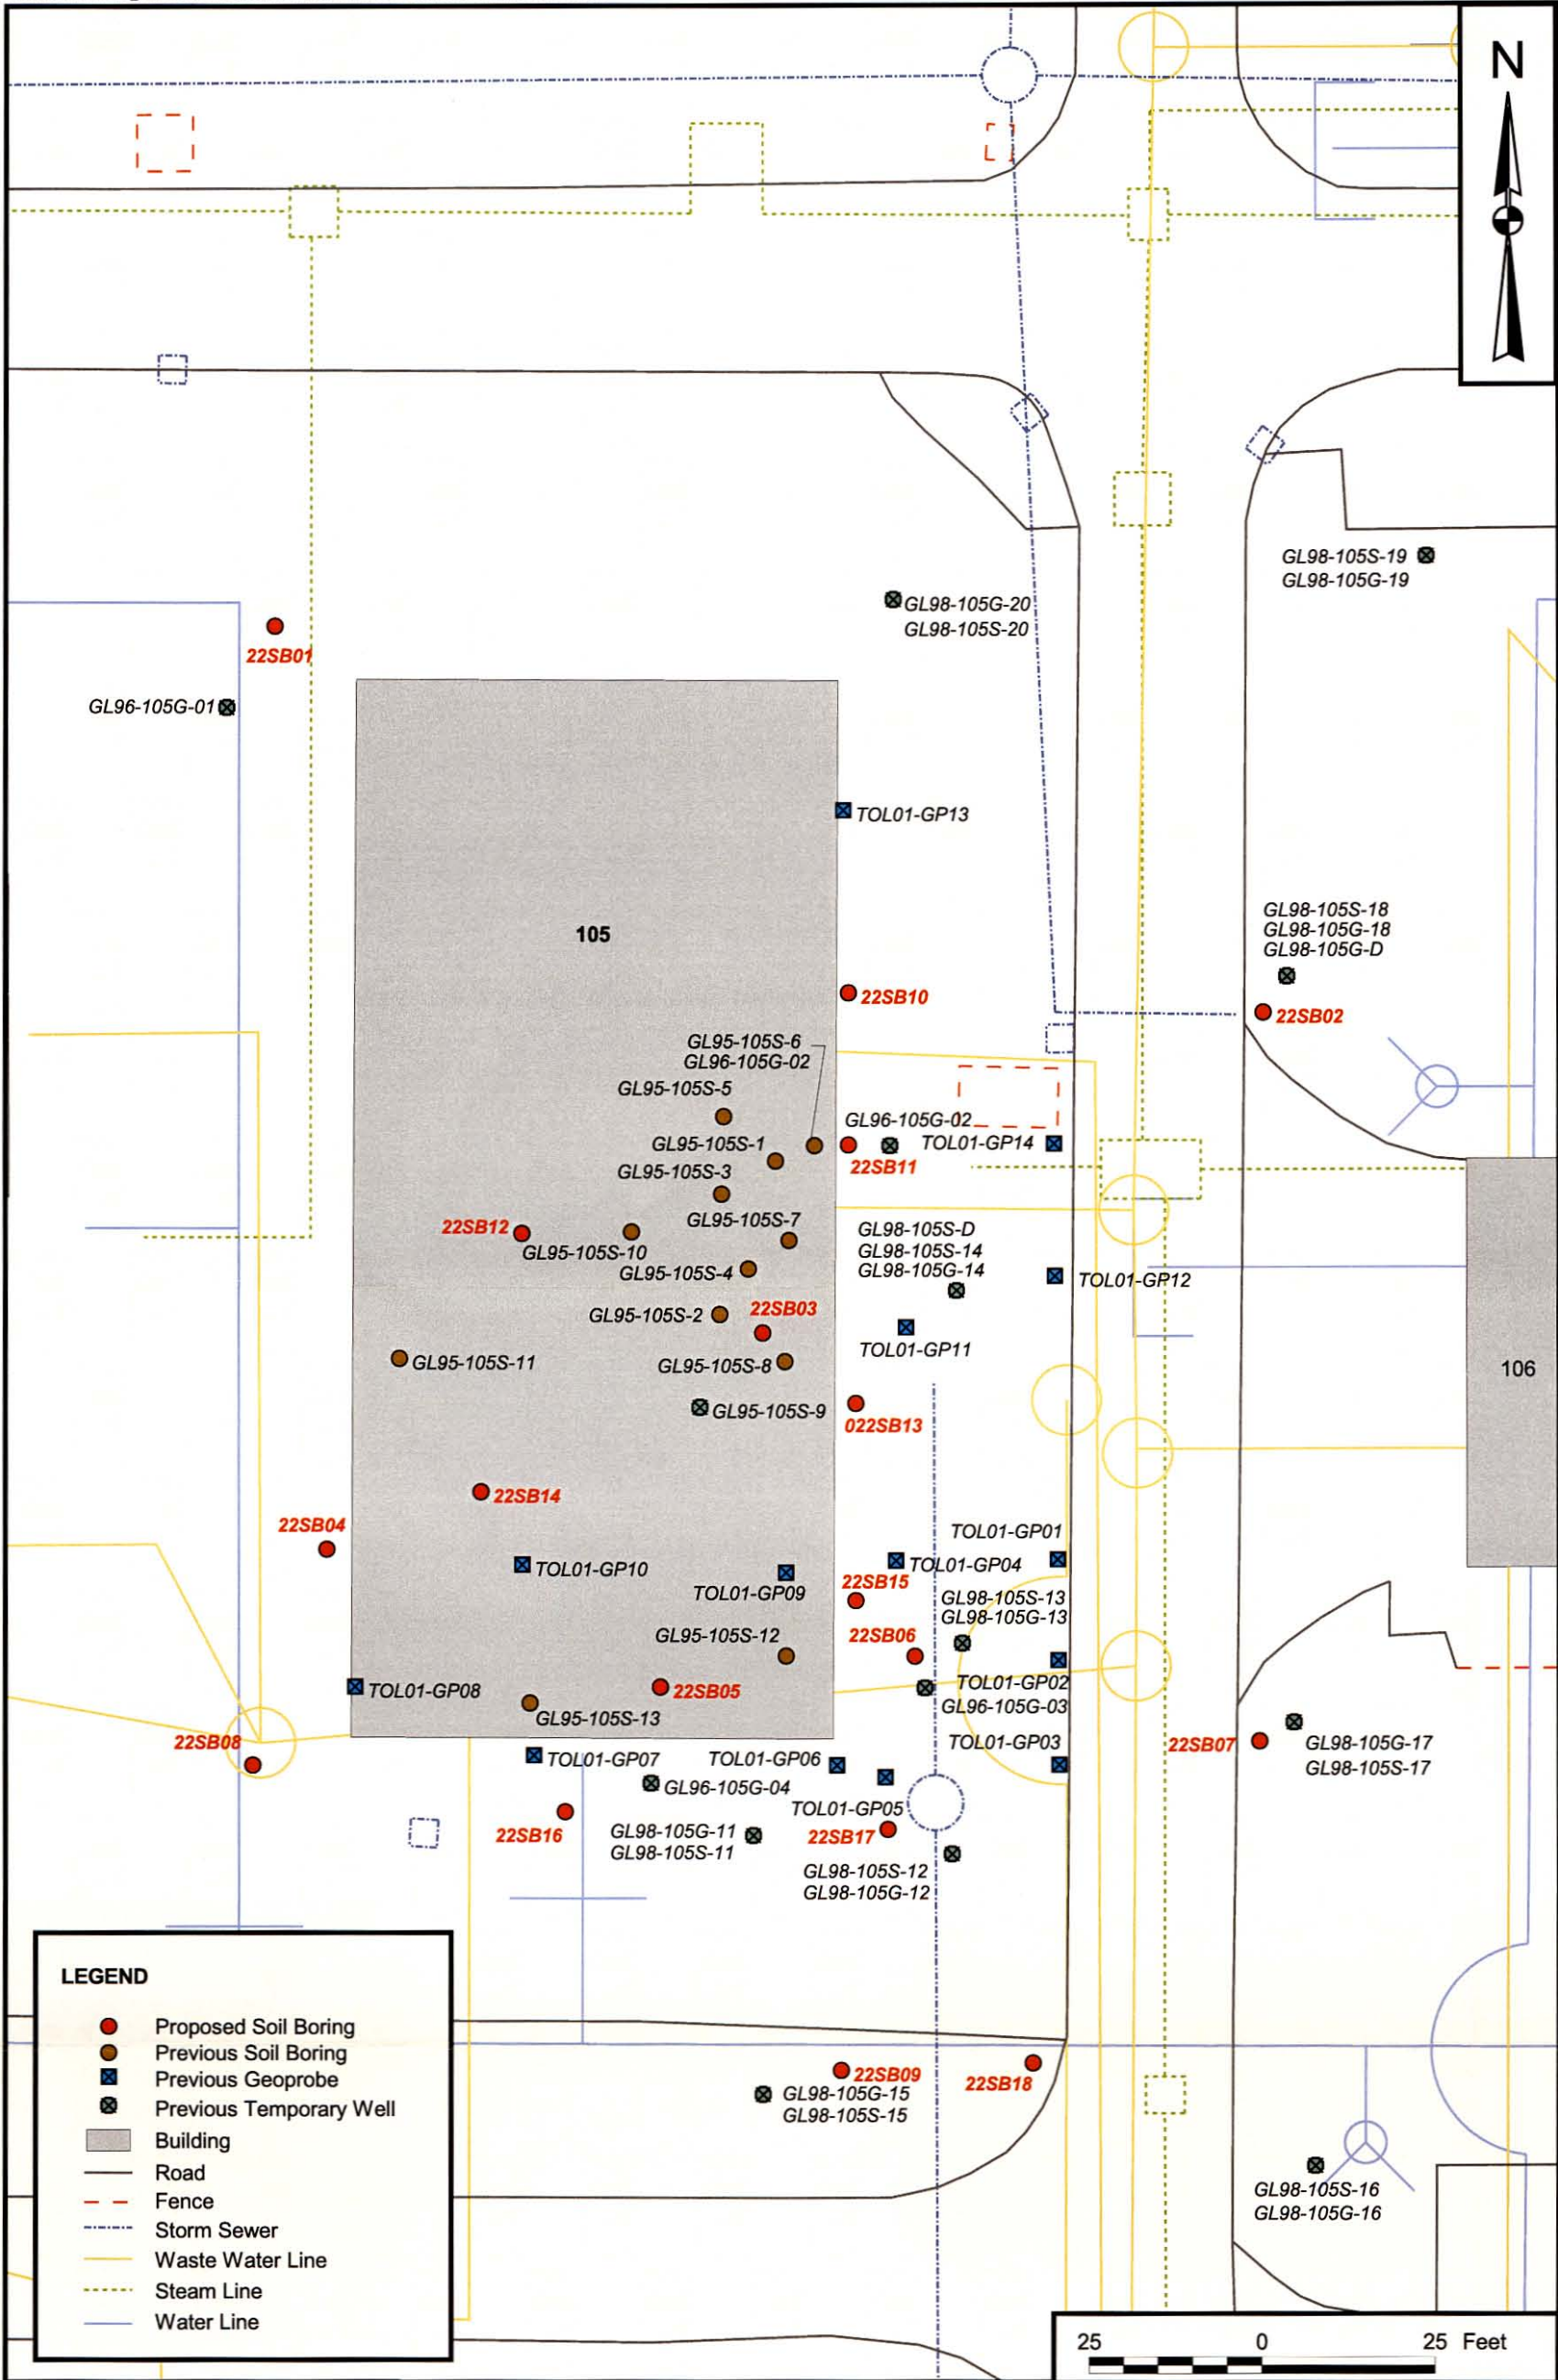 N
GL98-105S-19
GL98-105G-19
GL98-105G-20
GL98-105S-20
22SB01
GL96-105G-01
TOL01-GP13
105
GL98-105S-18
GL98-105G-18
GL98-105G-D
22SB10
22SB02
GL95-105S-6
GL96-105G-02
GL95-105S-5
GL96-105G-02
GL95-105S-1
TOL01-GP14
22SB11
GL95-105S-3
GL95-105S-7
22SB12
GL98-105S-D
GL98-105S-14
GL98-105G-14
GL95-105S-10
GL95-105S-4
TOL01-GP12
GL95-105S-2
22SB03
TOL01-GP11
GL95-105S-11
GL95-105S-8
106
GL95-105S-9
022SB13
22SB14
22SB04
TOL01-GP01
TOL01-GP10
TOL01-GP04
22SB15
TOL01-GP09
GL98-105S-13
GL98-105G-13
GL95-105S-12
22SB06
TOL01-GP08
22SB05
TOL01-GP02
GL96-105G-03
GL95-105S-13
22SB08
TOL01-GP03
22SB07
GL98-105G-17
GL98-105S-17
TOL01-GP07
TOL01-GP06
GL96-105G-04
TOL01-GP05
22SB16
GL98-105G-11
GL98-105S-11
22SB17
GL98-105S-12
GL98-105G-12
LEGEND
Proposed Soil Boring
Previous Soil Boring
Previous Geoprobe
Previous Temporary Well
Building
Road
Fence
Storm Sewer
Waste Water Line
Steam Line
Water Line
22SB09
22SB18
GL98-105G-15
GL98-105S-15
GL98-105S-16
GL98-105G-16
25 0 25 Feet